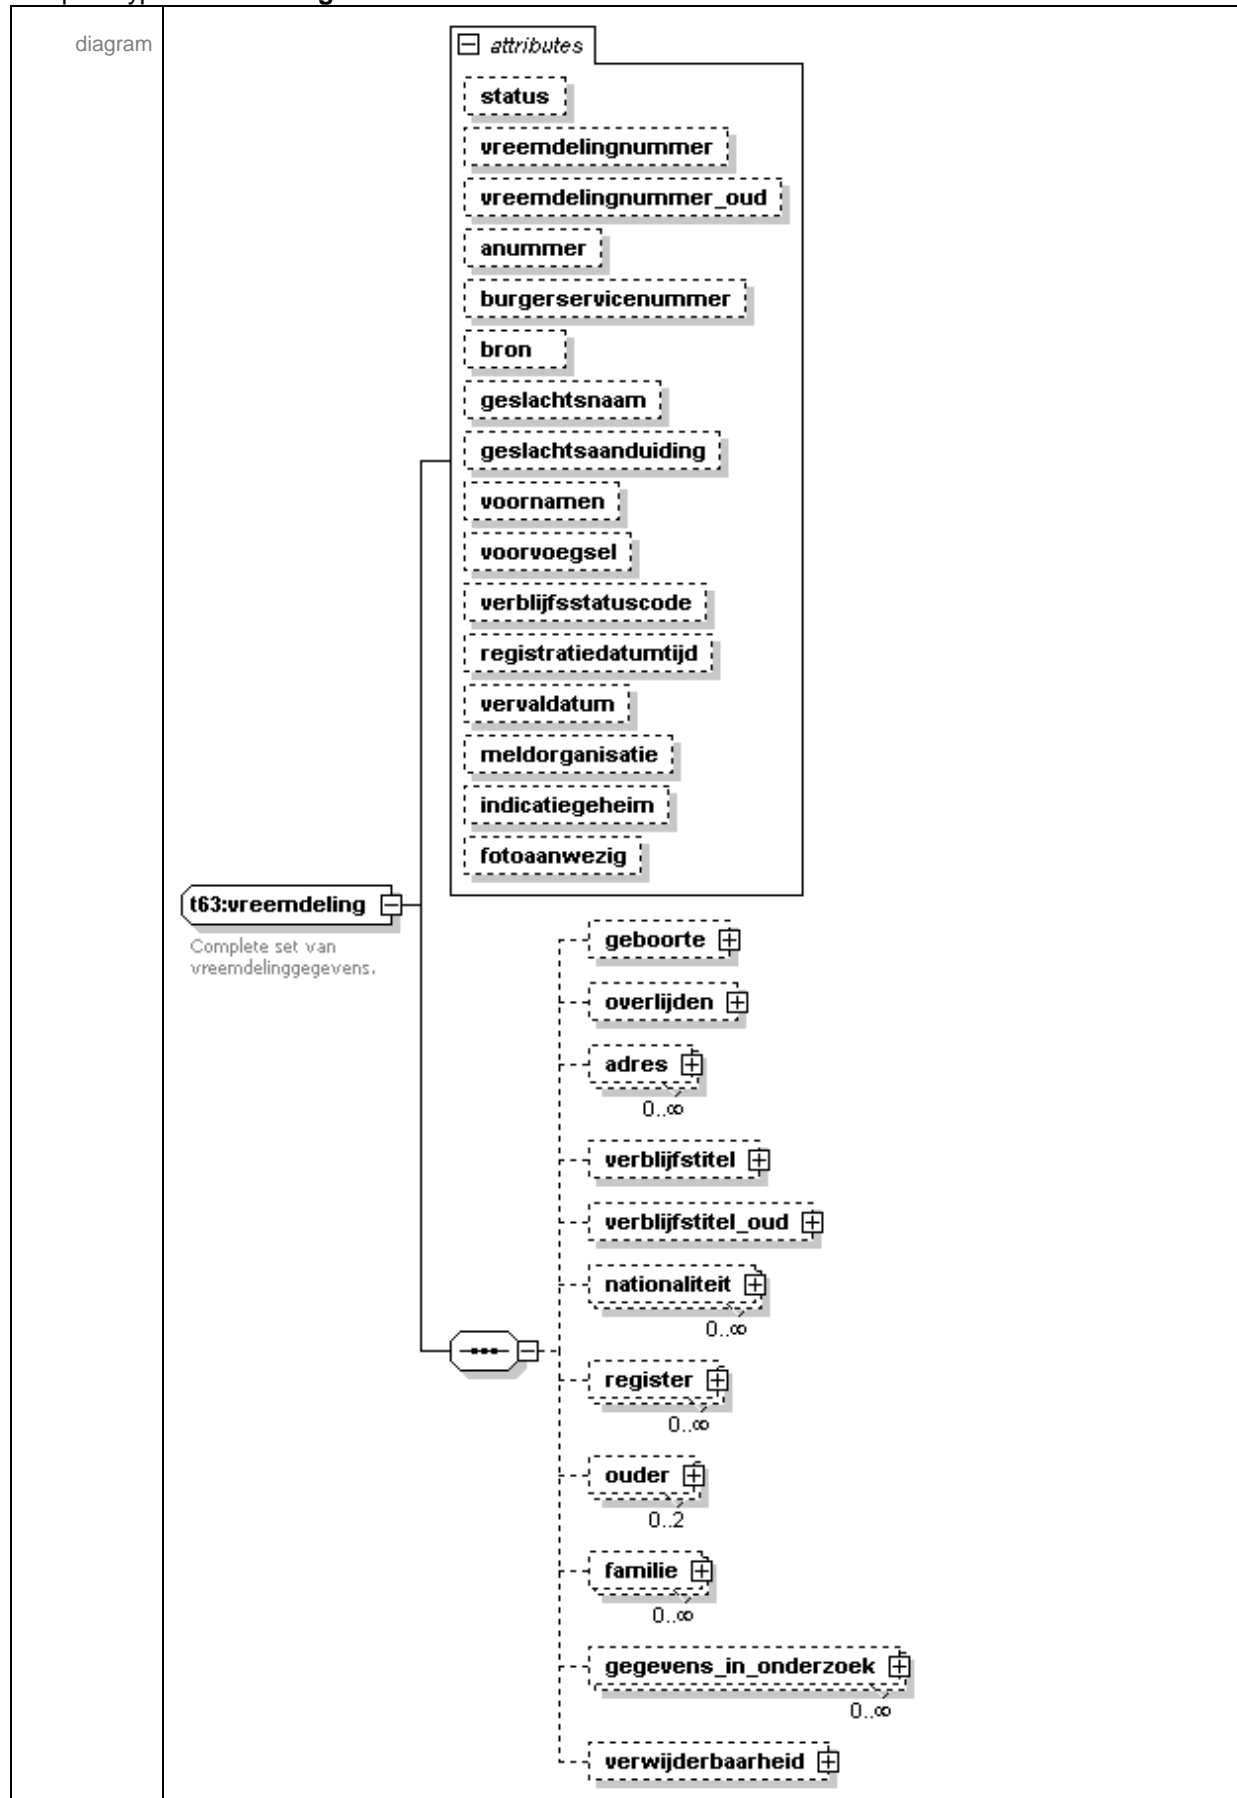 diagram
attributes
status
vreemdelingnummer
vreemdelingnummer_oud
anummer
burgerservicenummer
bron
geslachtsnaam
geslachtsaanduiding
voornamen
voorvoegsel
verblijfsstatuscode
registratiedatumtijd
vervaldatum
meldorganisatie
indicatiegeheim
fotoaanwezig
t63:vreemdeling
Complete set van
vreemdelinggegevens.
geboorte
overlijden
adres
0..∞
verblijfstitel
verblijfstitel_oud
nationaliteit
0..∞
register
0..∞
ouder
0..2
familie
0..∞
gegevens_in_onderzoek
0..∞
verwijderbaarheid